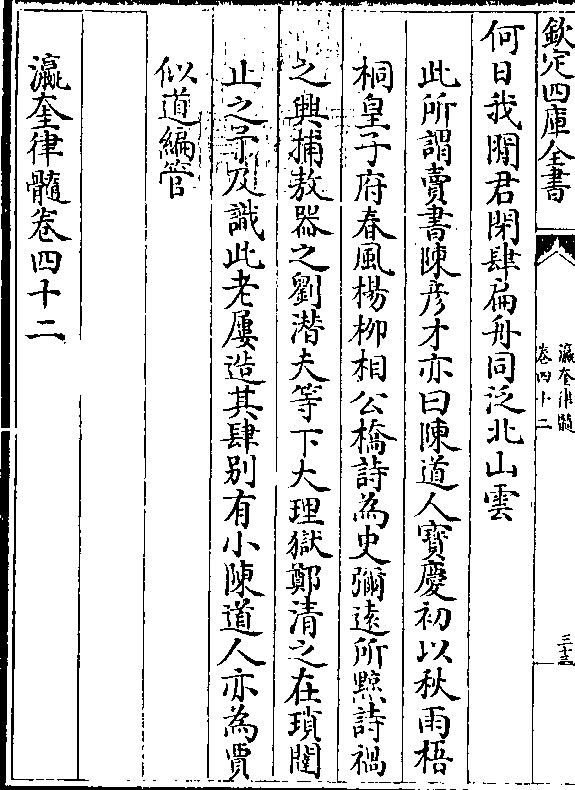 欽定四庫全書
瀛奎律髓
卷四十二
三十三
何日我閒君閉肆扁舟同泛北山雲
此所謂賣書陳彦才亦曰陳道人寶慶初以秋雨梧
桐皇子府春風楊柳相公橋詩為史彌逺所黥詩禍
之興捕敖器之劉潛夫等下大理獄鄭清之在瑣闥
止之予及識此老屢造其肆别有小陳道人亦為賈
似道編管
瀛奎律髓卷四十二